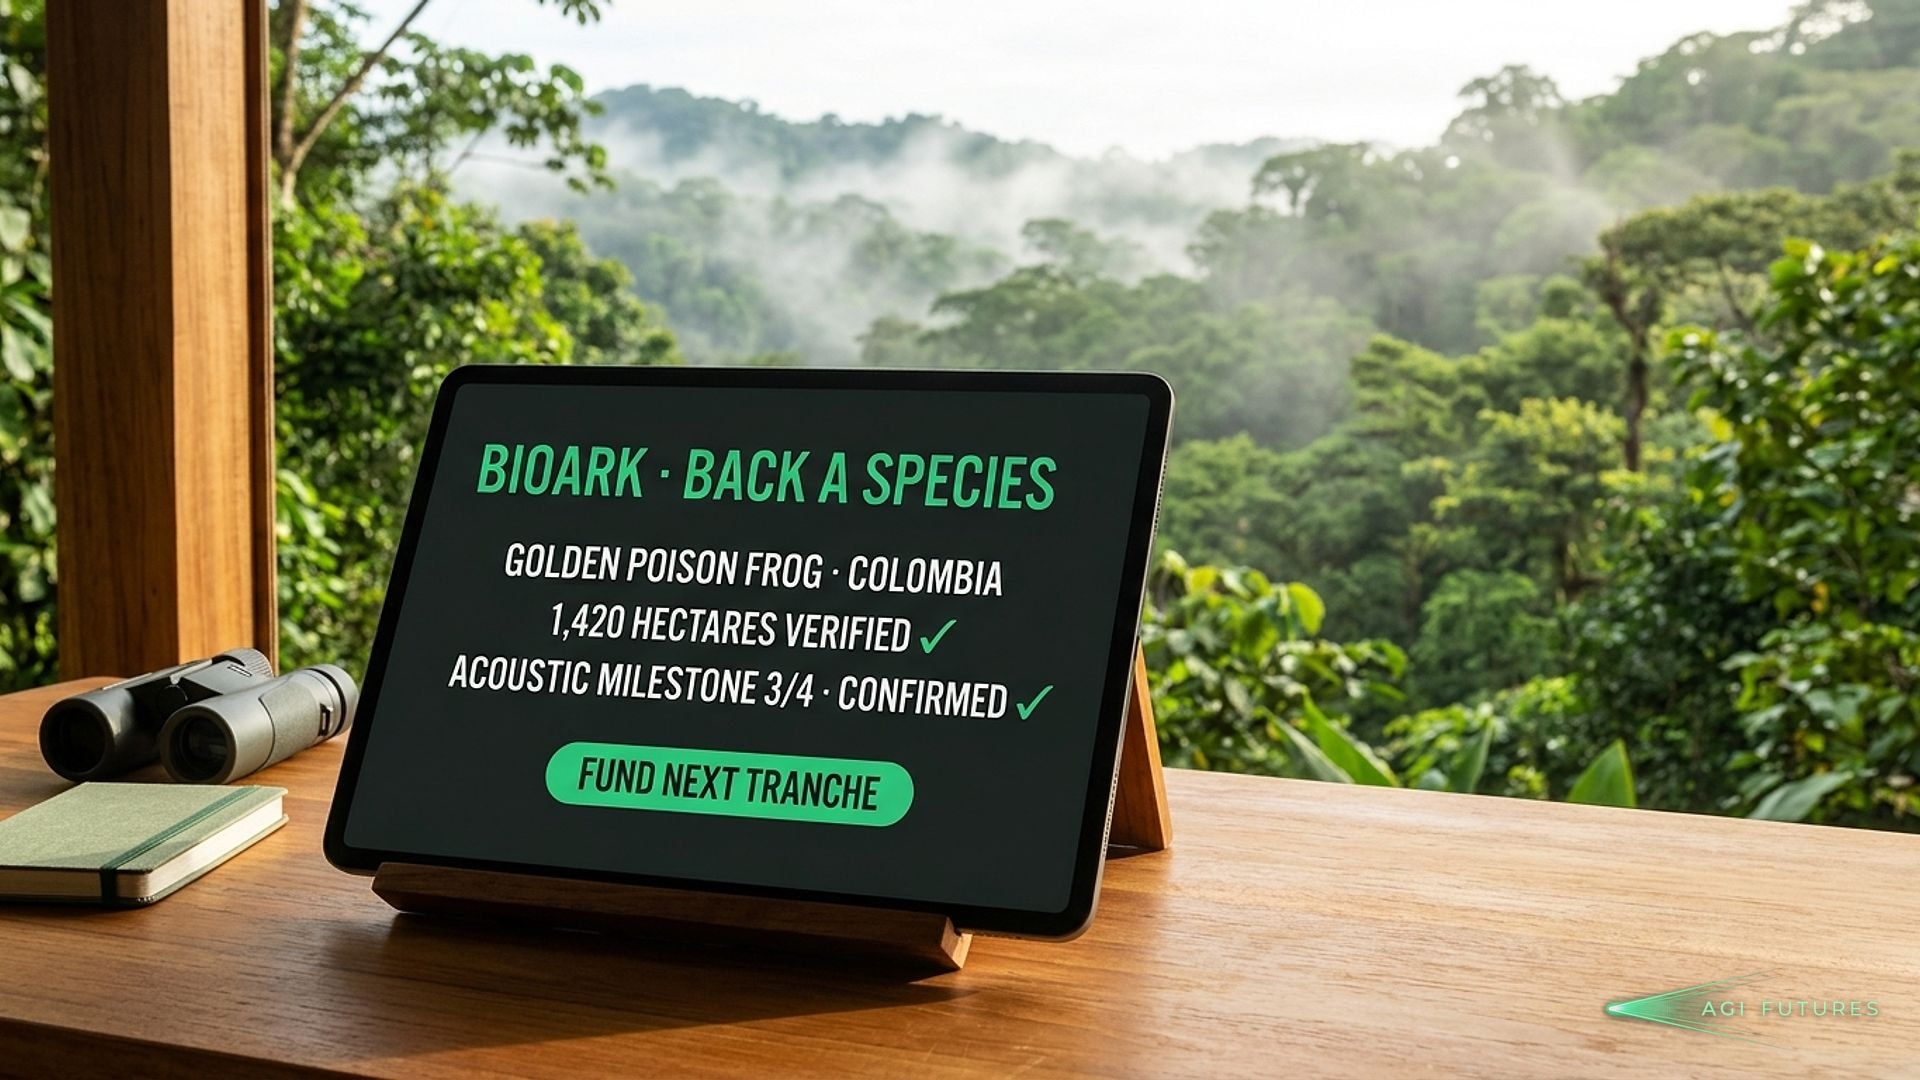 BIOARK · BACK A SPECIES
GOLDEN POISON FROG · COLOMBIA
1,420 HECTARES VERIFIED ✓
ACOUSTIC MILESTONE 3/4 · CONFIRMED ✓
FUND NEXT TRANCHE
AGI FUTURES